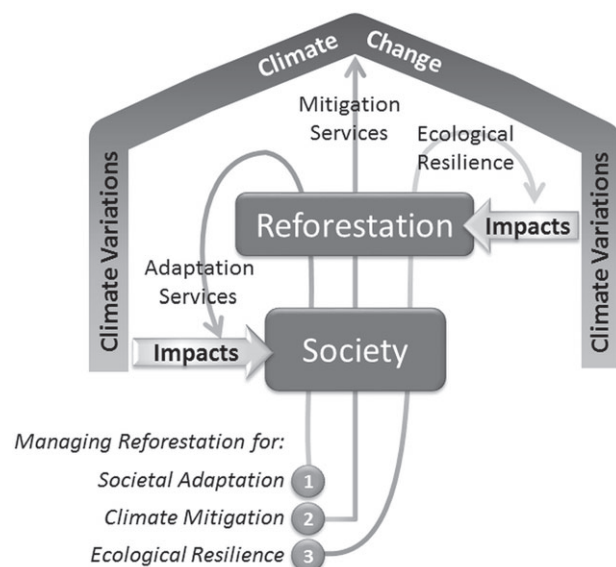 Climate Change
Mitigation
Services
Ecological
Resilience
Climate Variations
Climate Variations
Reforestation
Impacts
Adaptation
Services
Impacts
Society
Managing Reforestation for:
Societal Adaptation 1
Climate Mitigation 2
Ecological Resilience 3